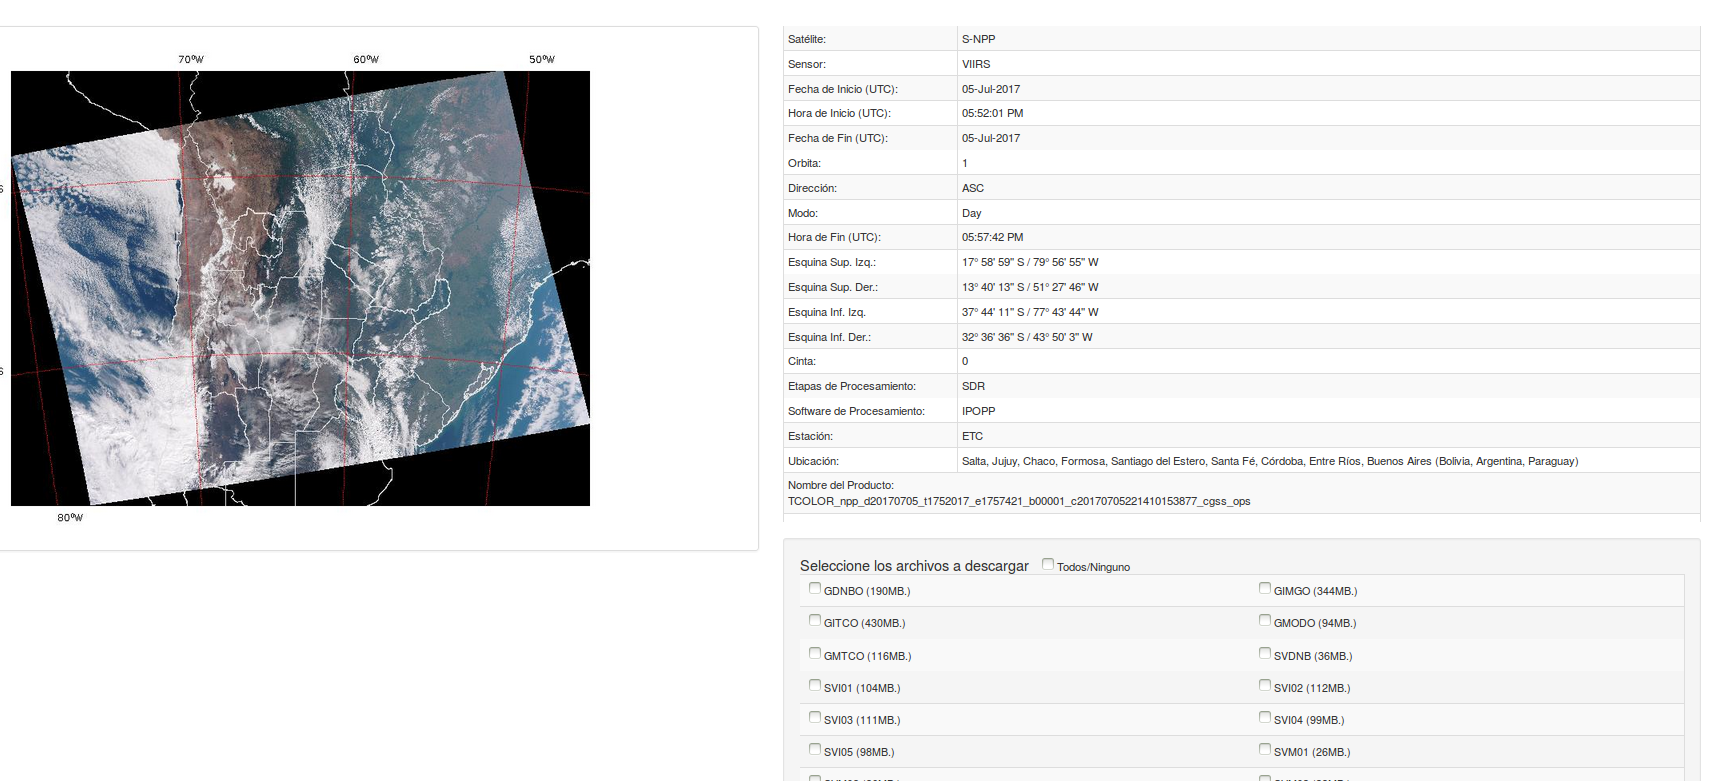 70ºW 60ºW 50ºW
S
S
80ºW
Satélite: S-NPP
Sensor: VIIRS
Fecha de Inicio (UTC): 05-Jul-2017
Hora de Inicio (UTC): 05:52:01 PM
Fecha de Fin (UTC): 05-Jul-2017
Orbita: 1
Dirección: ASC
Modo: Day
Hora de Fin (UTC): 05:57:42 PM
Esquina Sup. Izq.: 17° 58' 59'' S / 79° 56' 55'' W
Esquina Sup. Der.: 13° 40' 13'' S / 51° 27' 46'' W
Esquina Inf. Izq. 37° 44' 11'' S / 77° 43' 44'' W
Esquina Inf. Der.: 32° 36' 36'' S / 43° 50' 3'' W
Cinta: 0
Etapas de Procesamiento: SDR
Software de Procesamiento: IPOPP
Estación: ETC
Ubicación: Salta, Jujuy, Chaco, Formosa, Santiago del Estero, Santa Fé, Córdoba, Entre Ríos, Buenos Aires (Bolivia, Argentina, Paraguay)
Nombre del Producto:
TCOLOR_npp_d20170705_t1752017_e1757421_b00001_c20170705221410153877_cgss_ops
Seleccione los archivos a descargar Todos/Ninguno
GDNBO (190MB.) GIMGO (344MB.)
GITCO (430MB.) GMODO (94MB.)
GMTCO (116MB.) SVDNB (36MB.)
SVI01 (104MB.) SVI02 (112MB.)
SVI03 (111MB.) SVI04 (99MB.)
SVI05 (98MB.) SVM01 (26MB.)